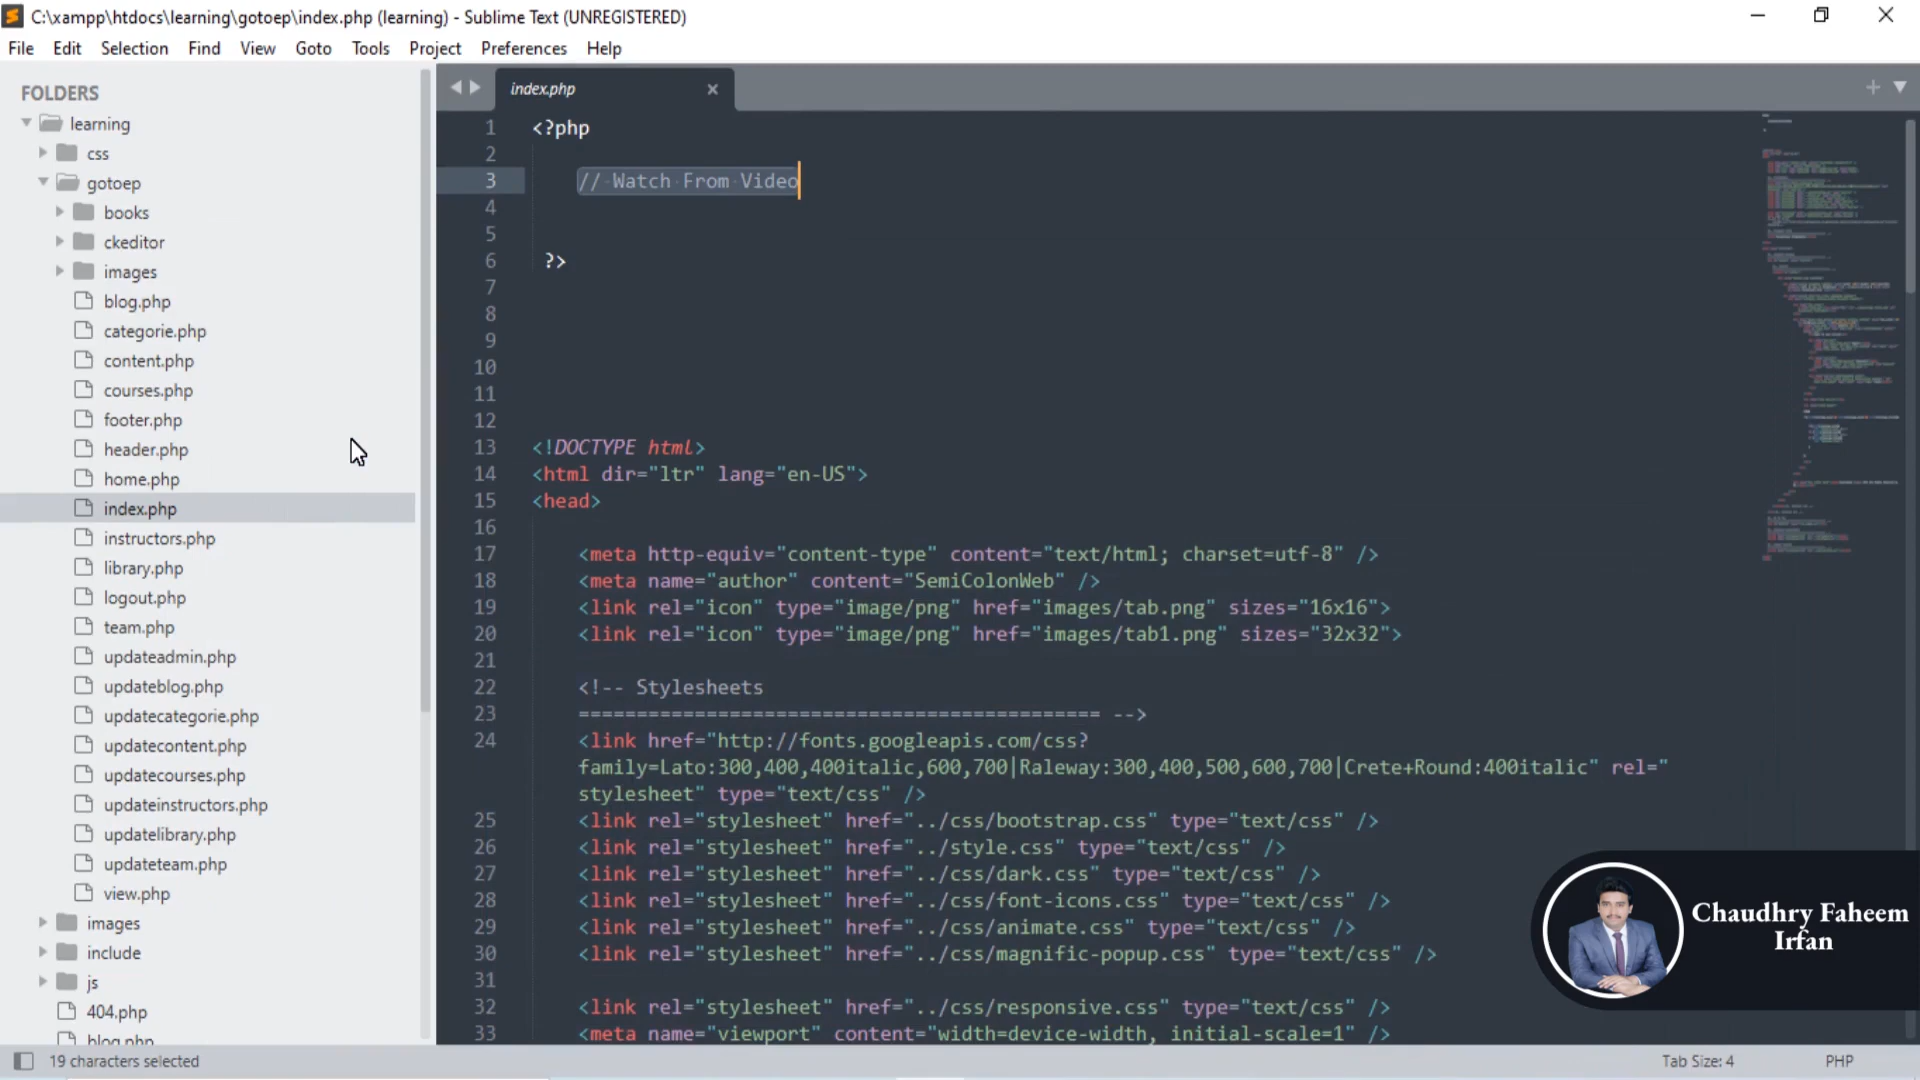 C:\xampp\htdocs\learning\gotoep\index.php (learning) - Sublime Text (UNREGISTERED)
File Edit Selection Find View Goto Tools Project Preferences Help
FOLDERS
learning
css
gotoep
books
ckeditor
images
blog.php
categorie.php
content.php
courses.php
footer.php
header.php
home.php
index.php
instructors.php
library.php
logout.php
team.php
updateadmin.php
updateblog.php
updatecategorie.php
updatecontent.php
updatecourses.php
updateinstructors.php
updatelibrary.php
updateteam.php
view.php
images
include
js
404.php
blog.php
index.php
1 <?php
2
3 // Watch From Video
4
5
6 ?>
7
8
9
10
11
12
13 <!DOCTYPE html>
14 <html dir="ltr" lang="en-US">
15 <head>
16
17 <meta http-equiv="content-type" content="text/html; charset=utf-8" />
18 <meta name="author" content="SemiColonWeb" />
19 <link rel="icon" type="image/png" href="images/tab.png" sizes="16x16">
20 <link rel="icon" type="image/png" href="images/tab1.png" sizes="32x32">
21
22 <!-- Stylesheets
23 ============================================= -->
24 <link href="http://fonts.googleapis.com/css?
family=Lato:300,400,400italic,600,700|Raleway:300,400,500,600,700|Crete+Round:400italic" rel="
stylesheet" type="text/css" />
25 <link rel="stylesheet" href="../css/bootstrap.css" type="text/css" />
26 <link rel="stylesheet" href="../style.css" type="text/css" />
27 <link rel="stylesheet" href="../css/dark.css" type="text/css" />
28 <link rel="stylesheet" href="../css/font-icons.css" type="text/css" />
29 <link rel="stylesheet" href="../css/animate.css" type="text/css" />
30 <link rel="stylesheet" href="../css/magnific-popup.css" type="text/css" />
31
32 <link rel="stylesheet" href="../css/responsive.css" type="text/css" />
33 <meta name="viewport" content="width=device-width, initial-scale=1" />
Chaudhry Faheem
Irfan
19 characters selected
Tab Size: 4
PHP